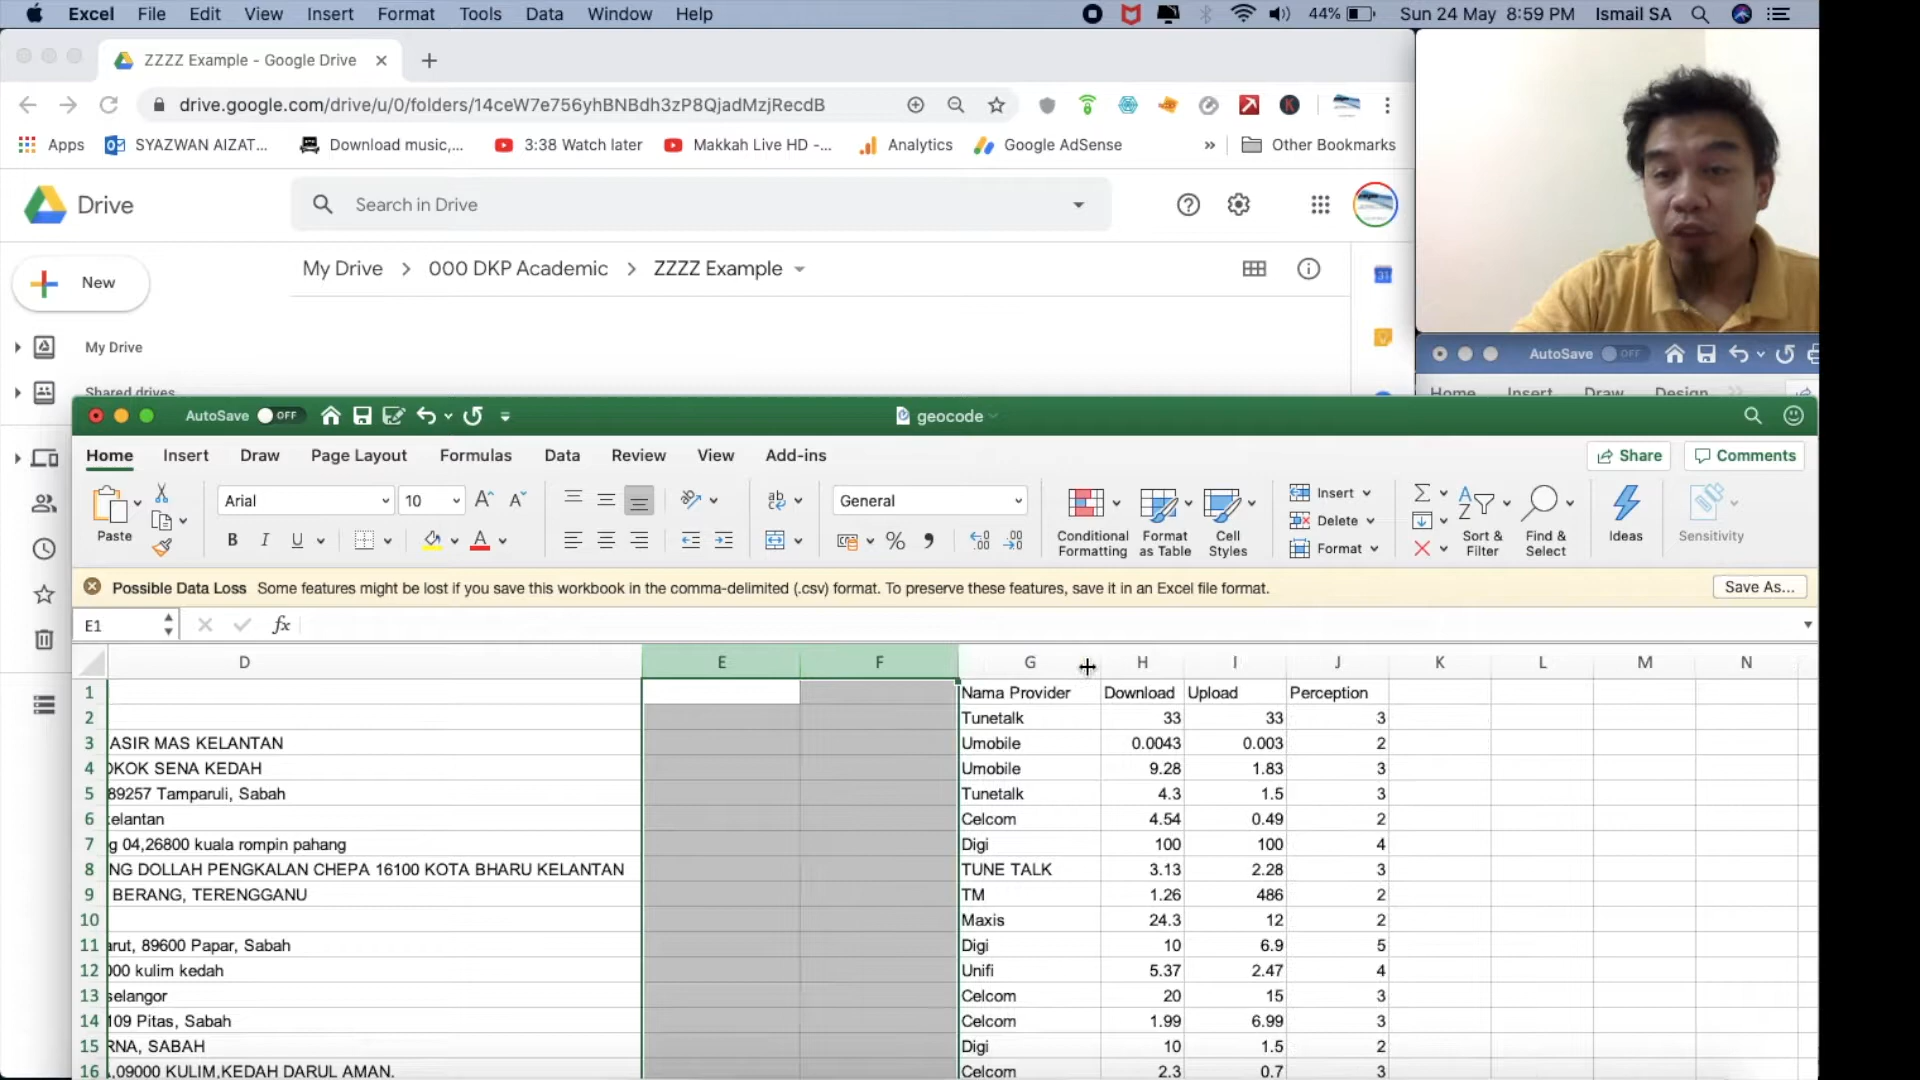 Excel File Edit View Insert Format Tools Data Window Help 44% Sun 24 May 8:59 PM Ismail SA
ZZZZ Example - Google Drive
drive.google.com/drive/u/0/folders/14ceW7e756yhBNBdh3zP8QjadMzjRecdB
Apps SYAZWAN AIZAT... Download music,... 3:38 Watch later Makkah Live HD -... Analytics Google AdSense » Other Bookmarks
Drive Search in Drive
My Drive > 000 DKP Academic > ZZZZ Example
New
My Drive
Shared drives
AutoSave OFF
Home Insert Draw Design
AutoSave OFF geocode
Home Insert Draw Page Layout Formulas Data Review View Add-ins Share Comments
Paste Arial 10 General Insert Delete Format
B I U
Conditional Formatting Format as Table Cell Styles Sort & Filter Find & Select Ideas Sensitivity
Possible Data Loss Some features might be lost if you save this workbook in the comma-delimited (.csv) format. To preserve these features, save it in an Excel file format. Save As...
E1 fx
D E F G H I J K L M N
1 Nama Provider Download Upload Perception
2 Tunetalk 33 33 3
3 ASIR MAS KELANTAN Umobile 0.0043 0.003 2
4 OKOK SENA KEDAH Umobile 9.28 1.83 3
5 89257 Tamparuli, Sabah Tunetalk 4.3 1.5 3
6 kelantan Celcom 4.54 0.49 2
7 g 04,26800 kuala rompin pahang Digi 100 100 4
8 NG DOLLAH PENGKALAN CHEPA 16100 KOTA BHARU KELANTAN TUNE TALK 3.13 2.28 3
9 BERANG, TERENGGANU TM 1.26 486 2
10 Maxis 24.3 12 2
11 arut, 89600 Papar, Sabah Digi 10 6.9 5
12 000 kulim kedah Unifi 5.37 2.47 4
13 selangor Celcom 20 15 3
14 109 Pitas, Sabah Celcom 1.99 6.99 3
15 RNA, SABAH Digi 10 1.5 2
16 ,09000 KULIM,KEDAH DARUL AMAN. Celcom 2.3 0.7 3